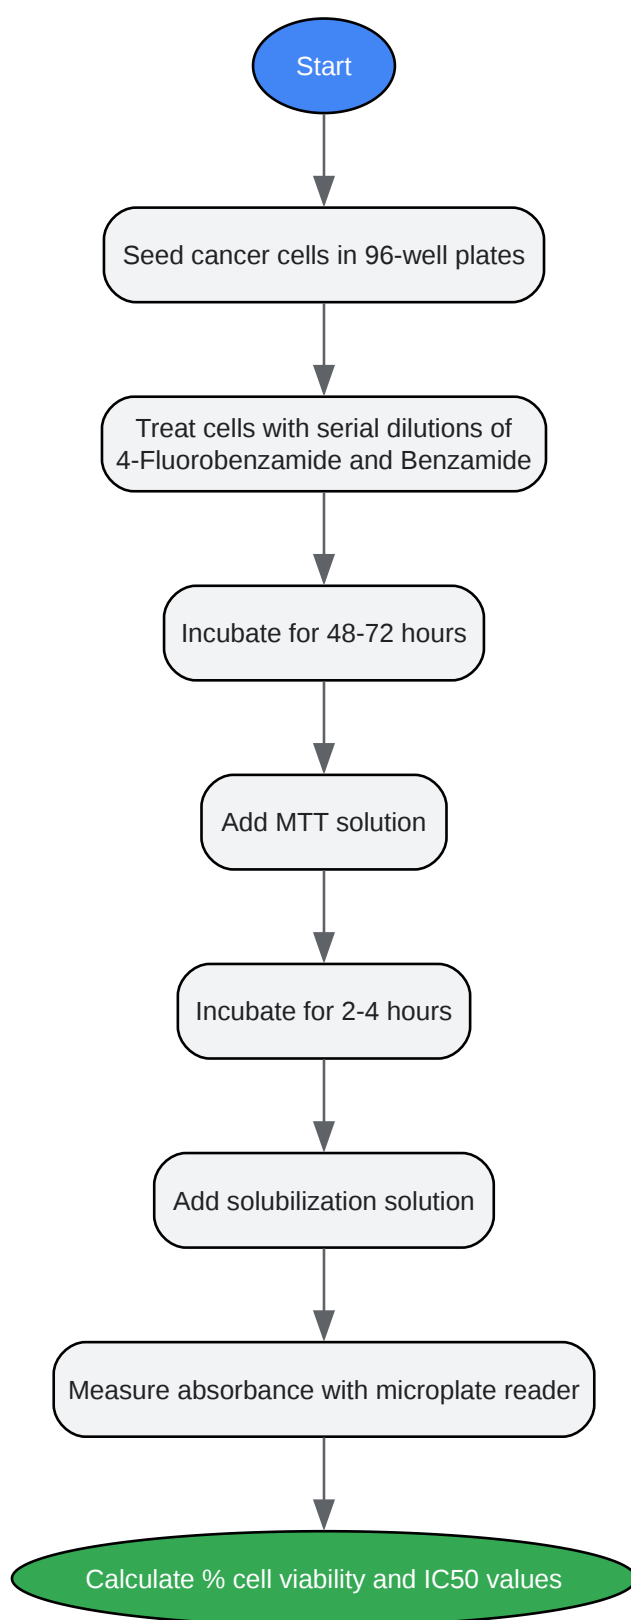 Start
Seed cancer cells in 96-well plates
Treat cells with serial dilutions of
4-Fluorobenzamide and Benzamide
Incubate for 48-72 hours
Add MTT solution
Incubate for 2-4 hours
Add solubilization solution
Measure absorbance with microplate reader
Calculate % cell viability and IC50 values